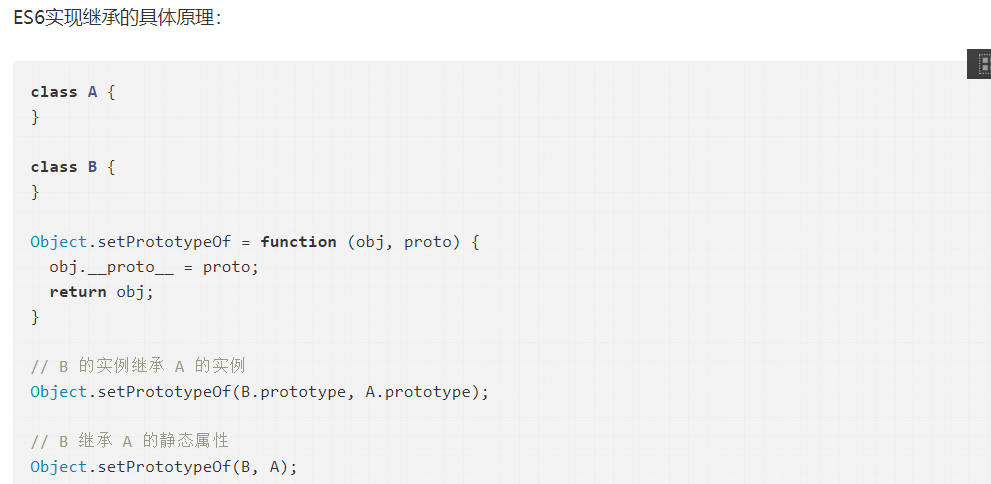 ES6实现继承的具体原理：
class A {
}
class B {
}
Object.setPrototypeOf = function (obj, proto) {
  obj.__proto__ = proto;
  return obj;
}
// B 的实例继承 A 的实例
Object.setPrototypeOf(B.prototype, A.prototype);
// B 继承 A 的静态属性
Object.setPrototypeOf(B, A);